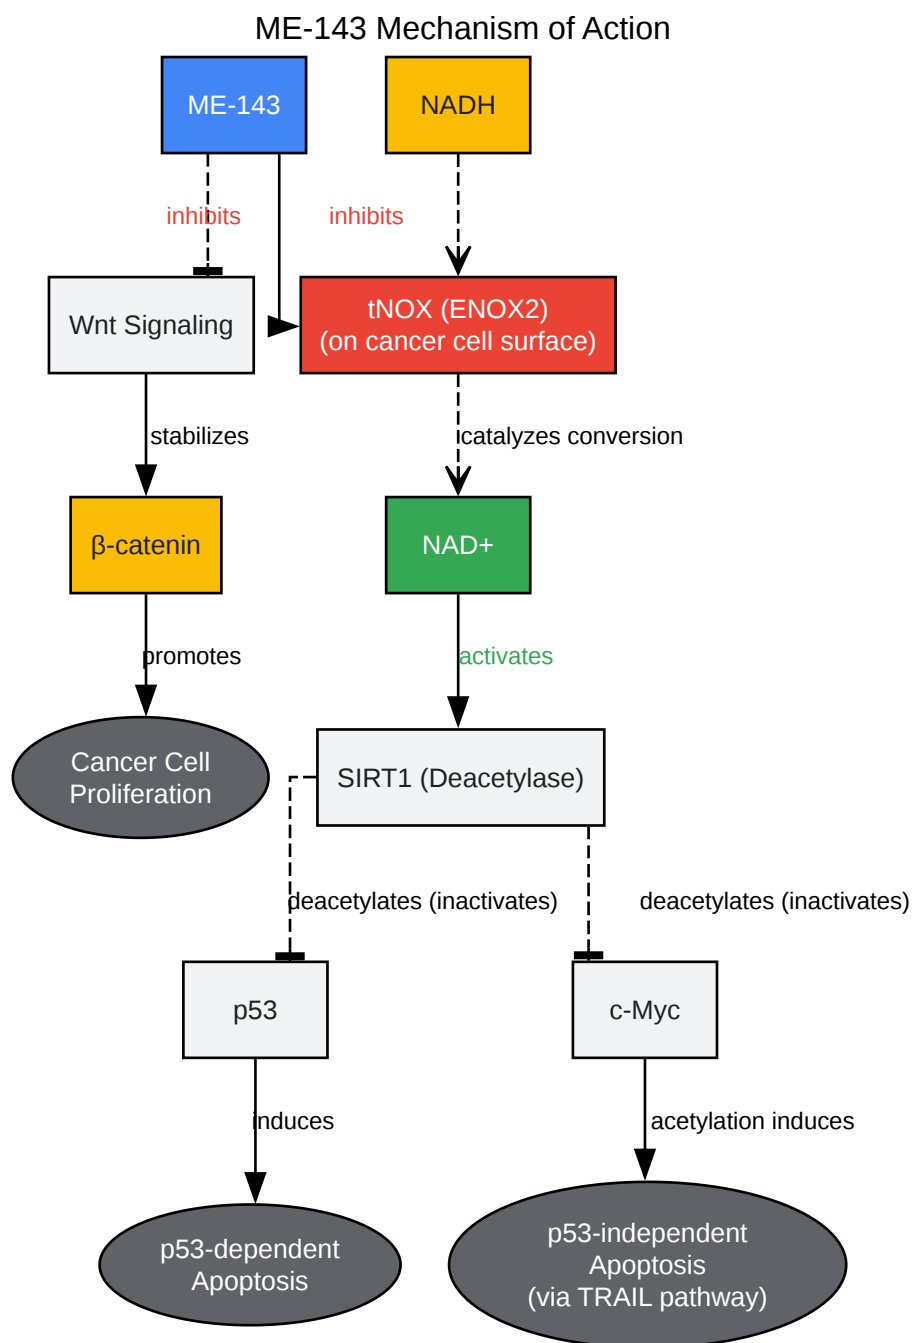 ME-143 Mechanism of Action
ME-143
NADH
inhibits
inhibits
Wnt Signaling
tNOX (ENOX2)
(on cancer cell surface)
stabilizes
catalyzes conversion
β-catenin
NAD+
promotes
activates
Cancer Cell
Proliferation
SIRT1 (Deacetylase)
deacetylates (inactivates)
deacetylates (inactivates)
p53
c-Myc
induces
acetylation induces
p53-dependent
Apoptosis
p53-independent
Apoptosis
(via TRAIL pathway)